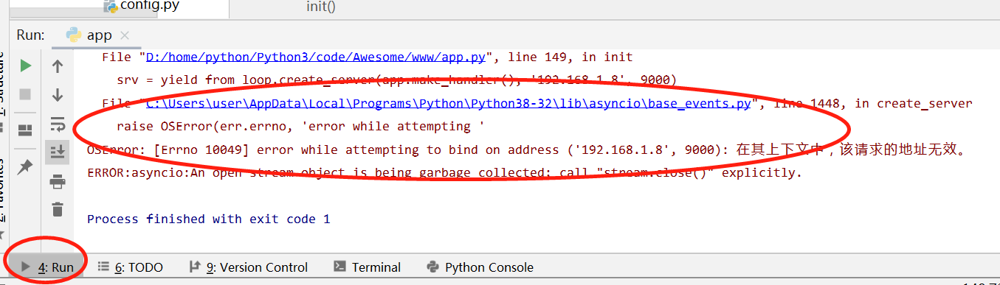 config.py
init()
Run: app
File "D:/home/python/Python3/code/Awesome/www/app.py", line 149, in init
srv = yield from loop.create_server(app.make_handler(), '192.168.1.8', 9000)
File "C:\Users\user\AppData\Local\Programs\Python\Python38-32\lib\asyncio\base_events.py", line 1448, in create_server
raise OSError(err.errno, 'error while attempting '
OSError: [Errno 10049] error while attempting to bind on address ('192.168.1.8', 9000): 在其上下文中，该请求的地址无效。
ERROR:asyncio:An open stream object is being garbage collected; call "stream.close()" explicitly.
Process finished with exit code 1
4: Run 6: TODO 9: Version Control Terminal Python Console